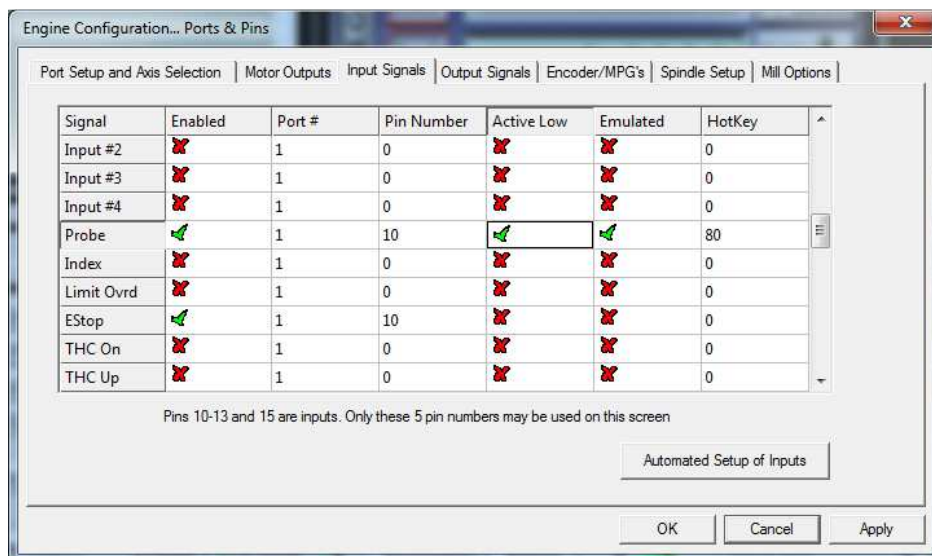 Engine Configuration... Ports & Pins
Port Setup and Axis Selection Motor Outputs Input Signals Output Signals Encoder/MPG's Spindle Setup Mill Options
Signal Enabled Port # Pin Number Active Low Emulated HotKey
Input #2 1 0 0
Input #3 1 0 0
Input #4 1 0 0
Probe 1 10 80
Index 1 0 0
Limit Ovrd 1 0 0
EStop 1 10 0
THC On 1 0 0
THC Up 1 0 0
Pins 10-13 and 15 are inputs. Only these 5 pin numbers may be used on this screen
Automated Setup of Inputs
OK Cancel Apply